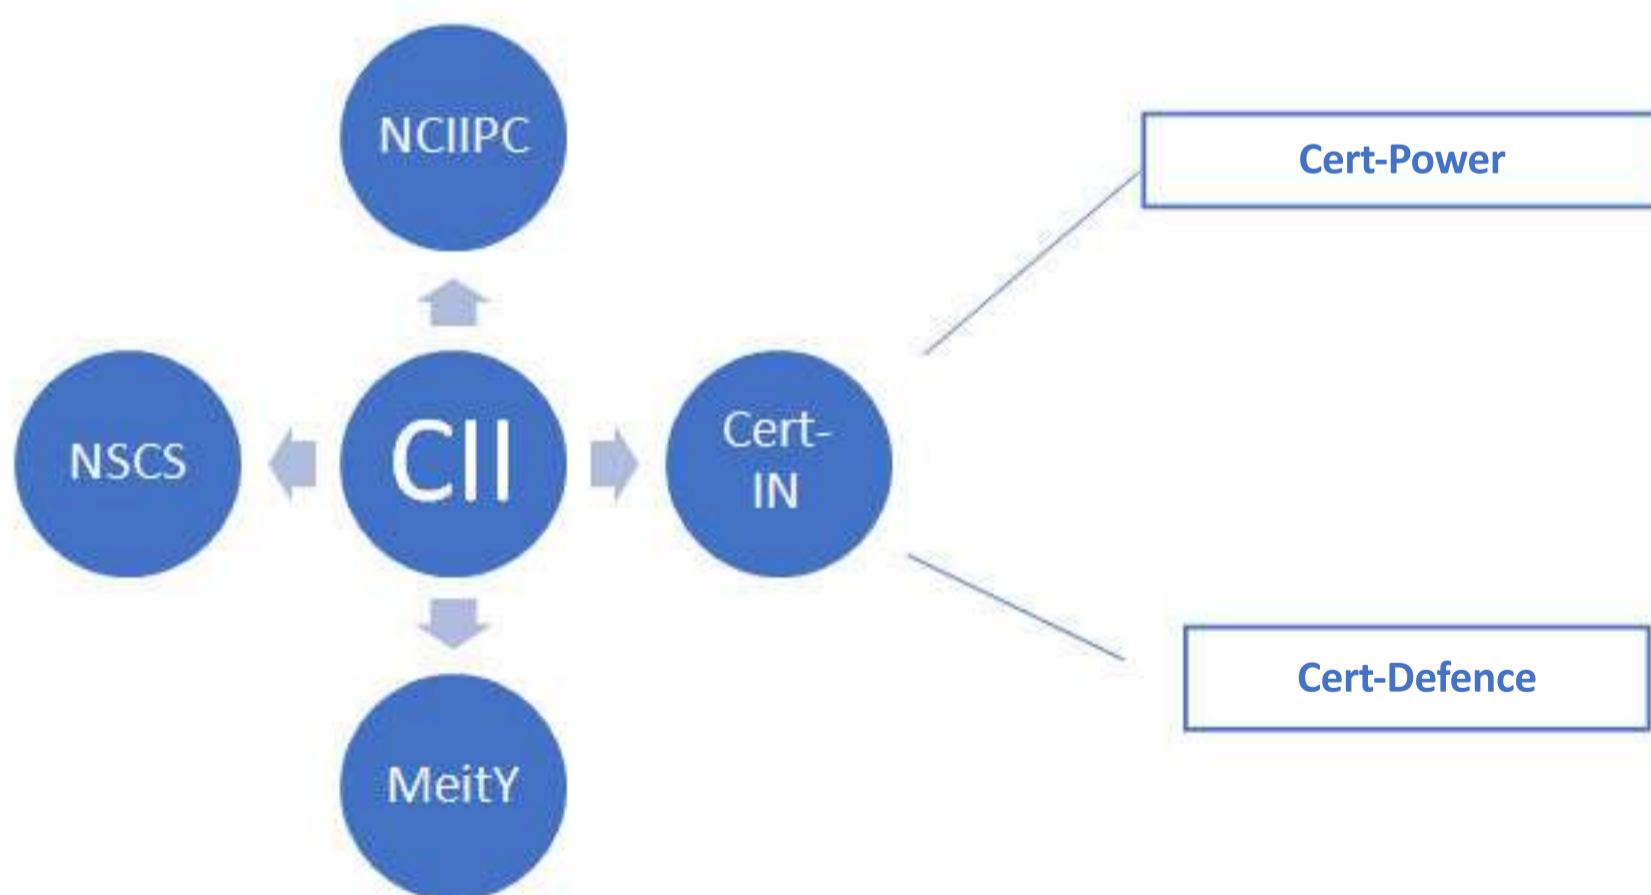 NCIIPC
Cert-Power
NSCS
CII
Cert-
IN
Cert-Defence
MeitY